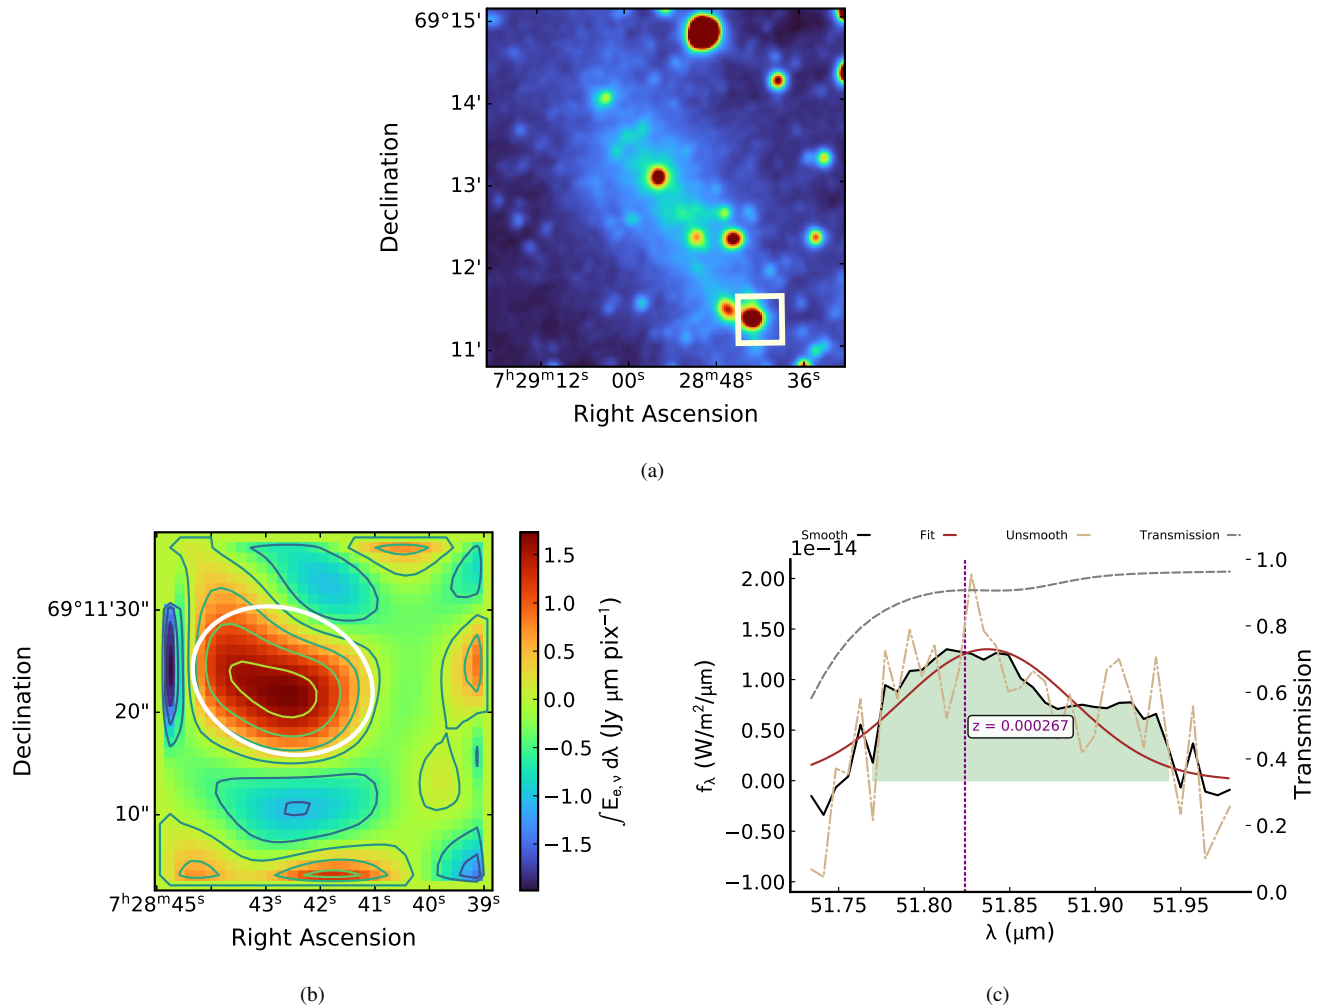 69°15'
14'
13'
12'
11'
Declination
7ʰ29ᵐ12ˢ 00ˢ 28ᵐ48ˢ 36ˢ
Right Ascension
(a)
69°11'30"
20"
10"
Declination
7ʰ28ᵐ45ˢ 43ˢ 42ˢ 41ˢ 40ˢ 39ˢ
Right Ascension
1.5
1.0
0.5
0.0
−0.5
−1.0
−1.5
∫E_{e,ν} dλ (Jy μm pix⁻¹)
(b)
Smooth Fit Unsmooth Transmission
1e−14
2.00
1.50
1.00
0.50
0.00
−0.50
−1.00
f_λ (W/m²/μm)
z = 0.000267
1.0
0.8
0.6
0.4
0.2
0.0
Transmission
51.75 51.80 51.85 51.90 51.95
λ (μm)
(c)